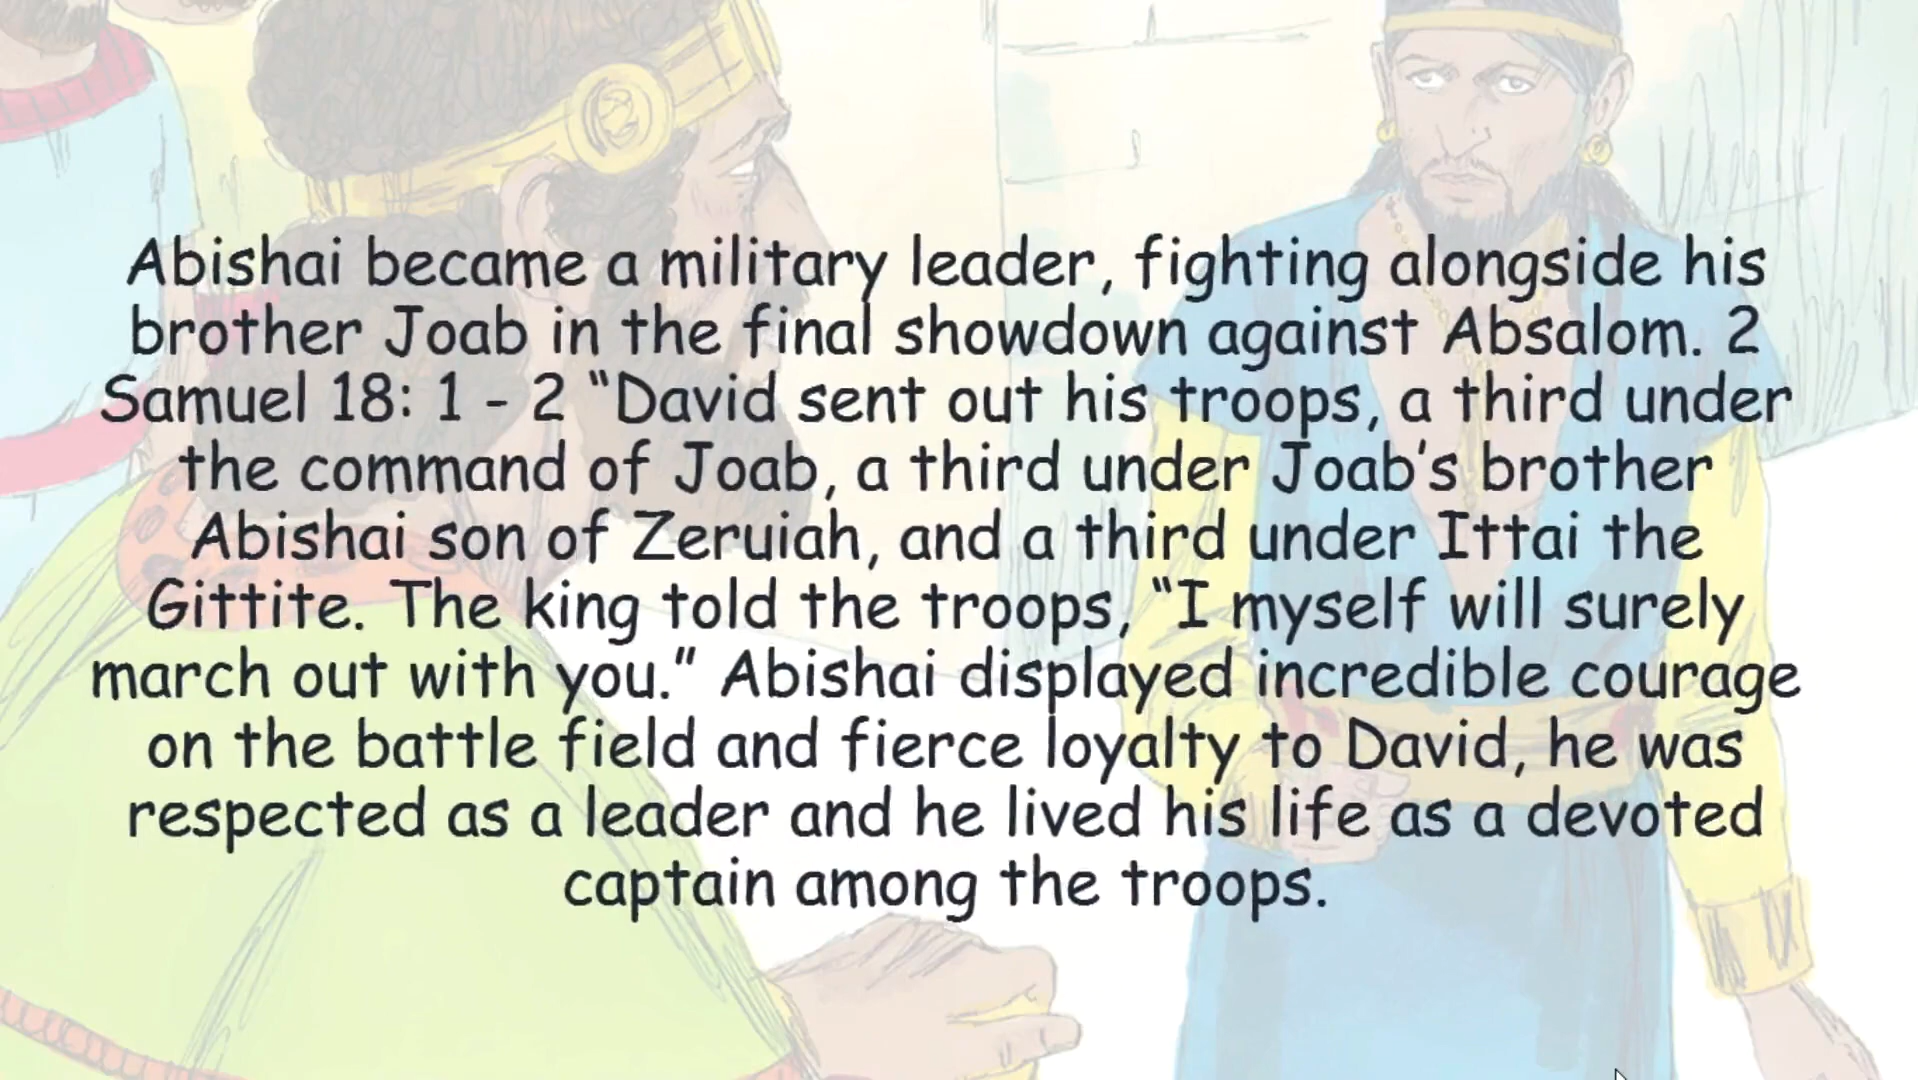 Abishai became a military leader, fighting alongside his
brother Joab in the final showdown against Absalom. 2
Samuel 18: 1 - 2 “David sent out his troops, a third under
the command of Joab, a third under Joab’s brother
Abishai son of Zeruiah, and a third under Ittai the
Gittite. The king told the troops, “I myself will surely
march out with you.” Abishai displayed incredible courage
on the battle field and fierce loyalty to David, he was
respected as a leader and he lived his life as a devoted
captain among the troops.